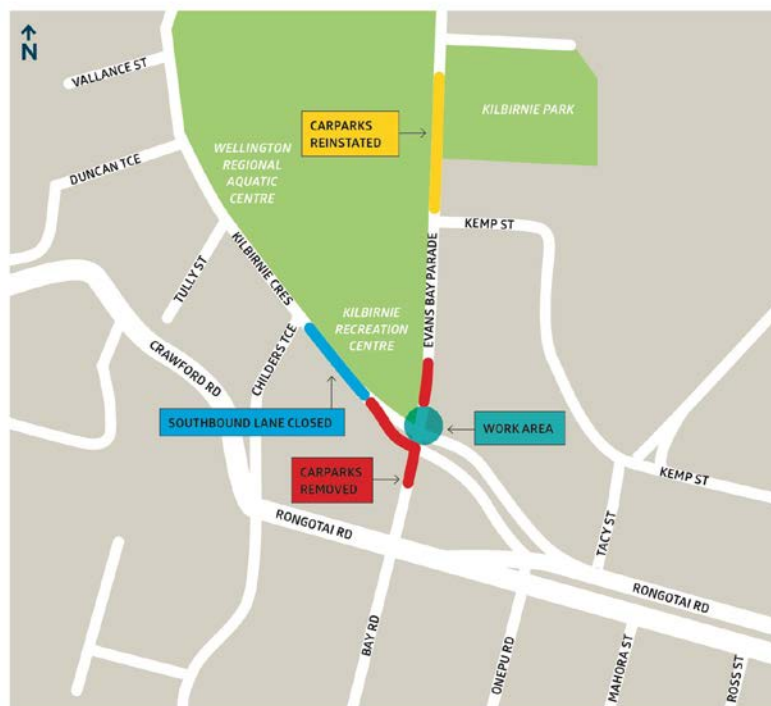 N
VALLANCE ST
CARPARKS
REINSTATED
KILBIRNIE PARK
WELLINGTON
REGIONAL
AQUATIC
CENTRE
DUNCAN TCE
KEMP ST
KILBIRNIE CRES
TULLY ST
EVANS BAY PARADE
KILBIRNIE
RECREATION
CENTRE
CHILDERS TCE
CRAWFORD RD
SOUTHBOUND LANE CLOSED
WORK AREA
CARPARKS
REMOVED
KEMP ST
RONGOTAI RD
TACY ST
RONGOTAI RD
BAY RD
ONEPU RD
MAHORA ST
ROSS ST